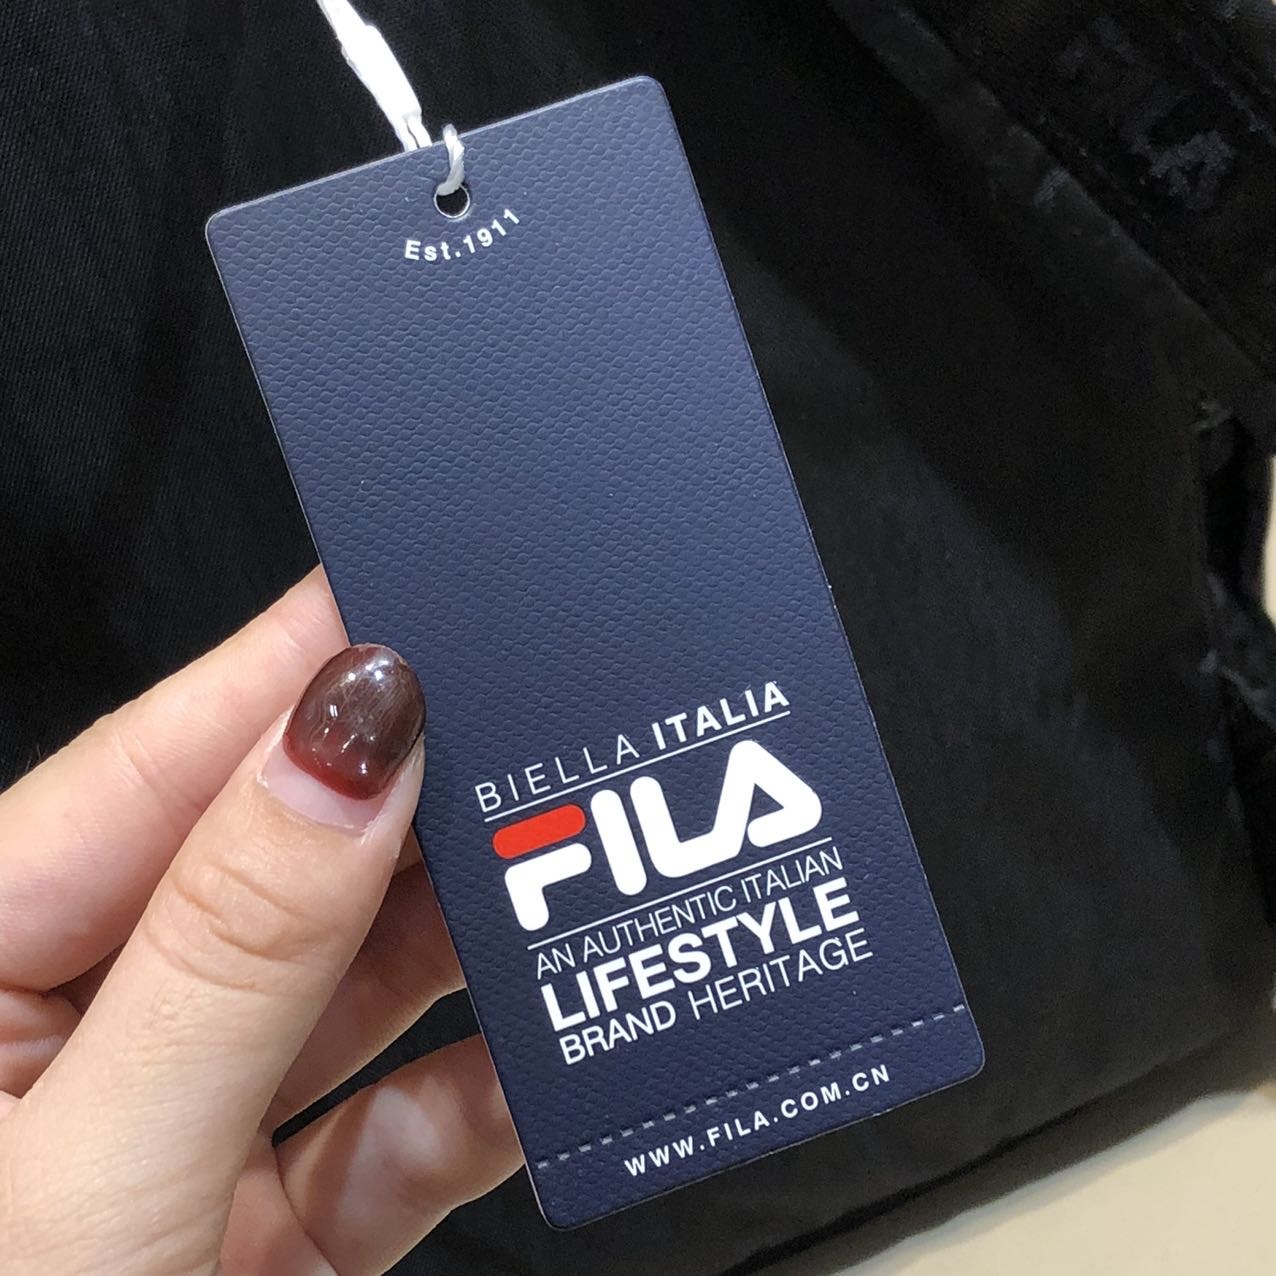 Est.1911
BIELLA ITALIA
FILA
AN AUTHENTIC ITALIAN
LIFESTYLE
BRAND HERITAGE
WWW.FILA.COM.CN